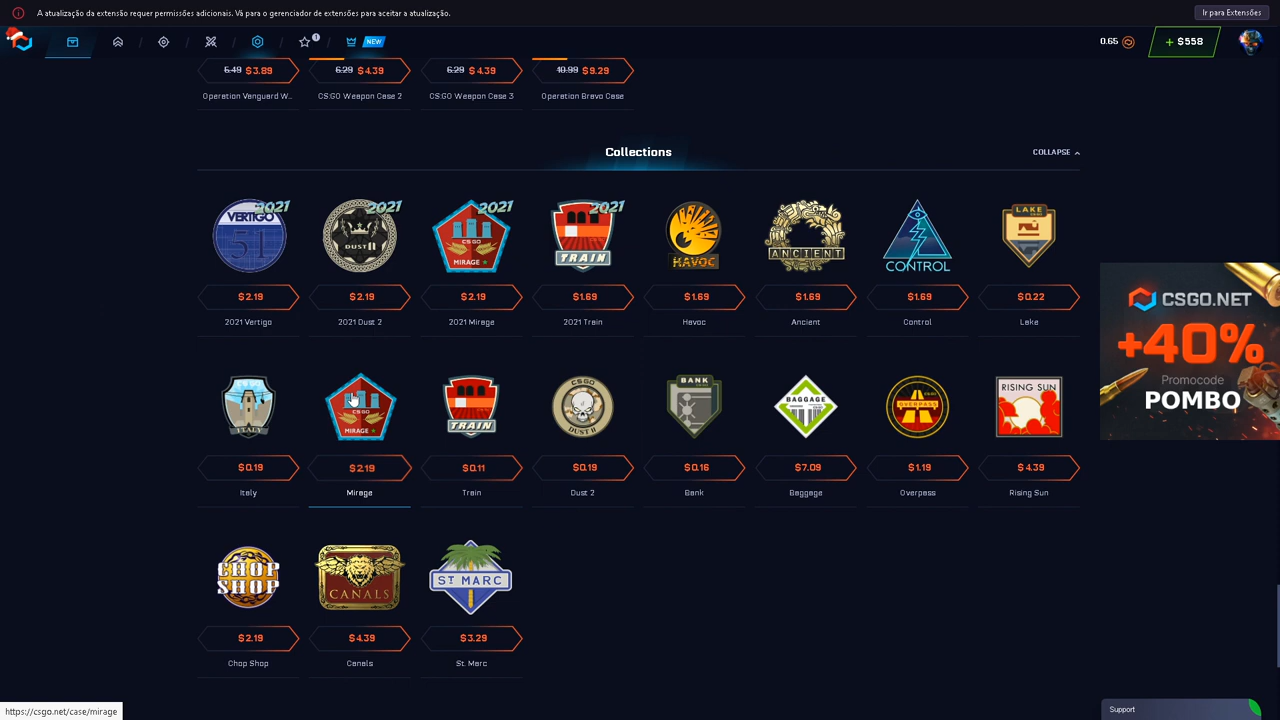 A atualização da extensão requer permissões adicionais. Vá para o gerenciador de extensões para aceitar a atualização.
Ir para Extensões
1
NEW
0.65
+ $558
6.49 $3.89
6.29 $4.39
6.29 $4.39
10.99 $9.29
Operation Vanguard W...
CS:GO Weapon Case 2
CS:GO Weapon Case 3
Operation Bravo Case
Collections
COLLAPSE
VERTIGO 2021
51
2021
DUST II
2021
CS GO
MIRAGE
2021
TRAIN
HAVOC
ANCIENT
CONTROL
LAKE
$2.19
$2.19
$2.19
$1.69
$1.69
$1.69
$1.69
$0.22
2021 Vertigo
2021 Dust 2
2021 Mirage
2021 Train
Havoc
Ancient
Control
Lake
ITALY
CS GO
MIRAGE
TRAIN
CSGO
DUST II
BANK
BAGGAGE
OVERPASS
RISING SUN
$0.19
$2.19
$0.11
$0.19
$0.16
$7.09
$1.19
$4.39
Italy
Mirage
Train
Dust 2
Bank
Baggage
Overpass
Rising Sun
CHOP
SHOP
CANALS
ST MARC
$2.19
$4.39
$3.29
Chop Shop
Canals
St. Marc
CSGO.NET
+40%
Promocode
POMBO
https://csgo.net/case/mirage
Support